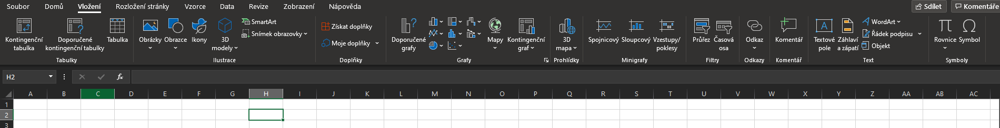 Soubor Domů Vložení Rozložení stránky Vzorce Data Revize Zobrazení Nápověda Sdílet Komentáře
Kontingenční tabulka
Doporučené kontingenční tabulky
Tabulka
Tabulky
Obrázky
Obrazce
Ikony
3D modely
SmartArt
Snímek obrazovky
Ilustrace
Získat doplňky
Moje doplňky
Doplňky
Doporučené grafy
Mapy
Kontingenční graf
Grafy
3D mapa
Prohlídky
Spojnicový
Sloupcový
Vzestupy/poklesy
Minigrafy
Průřez
Časová osa
Filtry
Odkaz
Odkazy
Komentář
Komentář
Textové pole
Záhlaví a zápatí
WordArt
Řádek podpisu
Objekt
Text
Rovnice
Symbol
Symboly
H2 fx
A B C D E F G H I J K L M N O P Q R S T U V W X Y Z AA AB AC
1
2
3